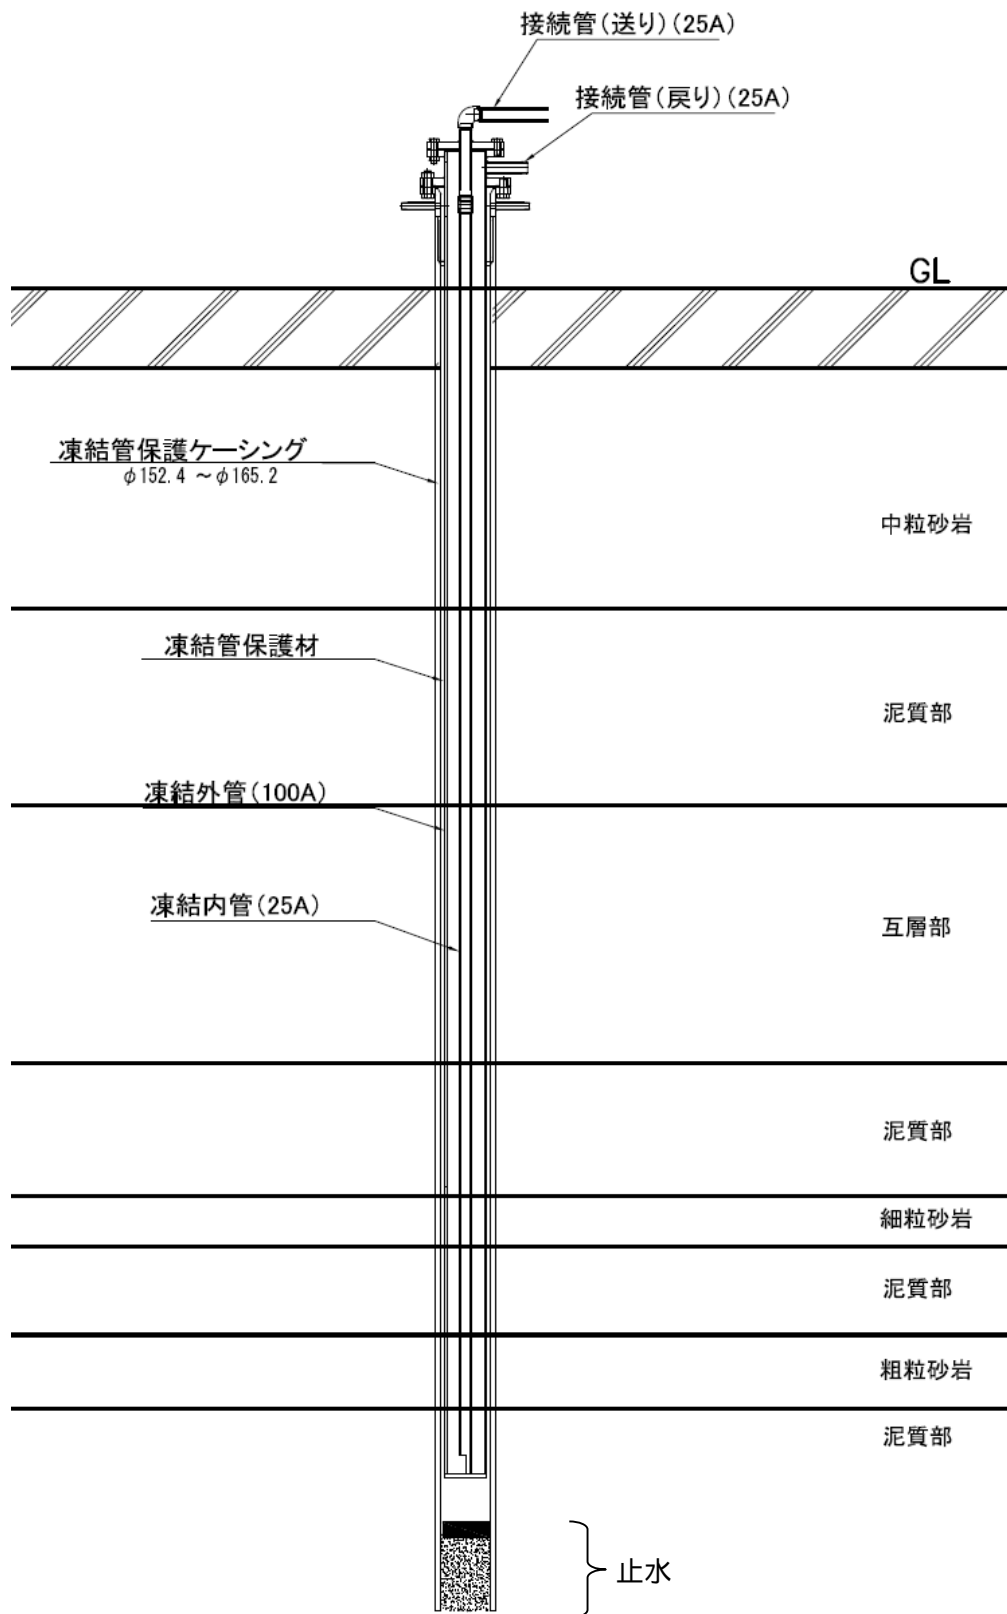 接続管(送り)(25A)
接続管(戻り)(25A)
GL
凍結管保護ケーシング
φ152.4 ～φ165.2
中粒砂岩
凍結管保護材
泥質部
凍結外管(100A)
凍結内管(25A)
互層部
泥質部
細粒砂岩
泥質部
粗粒砂岩
泥質部
止水